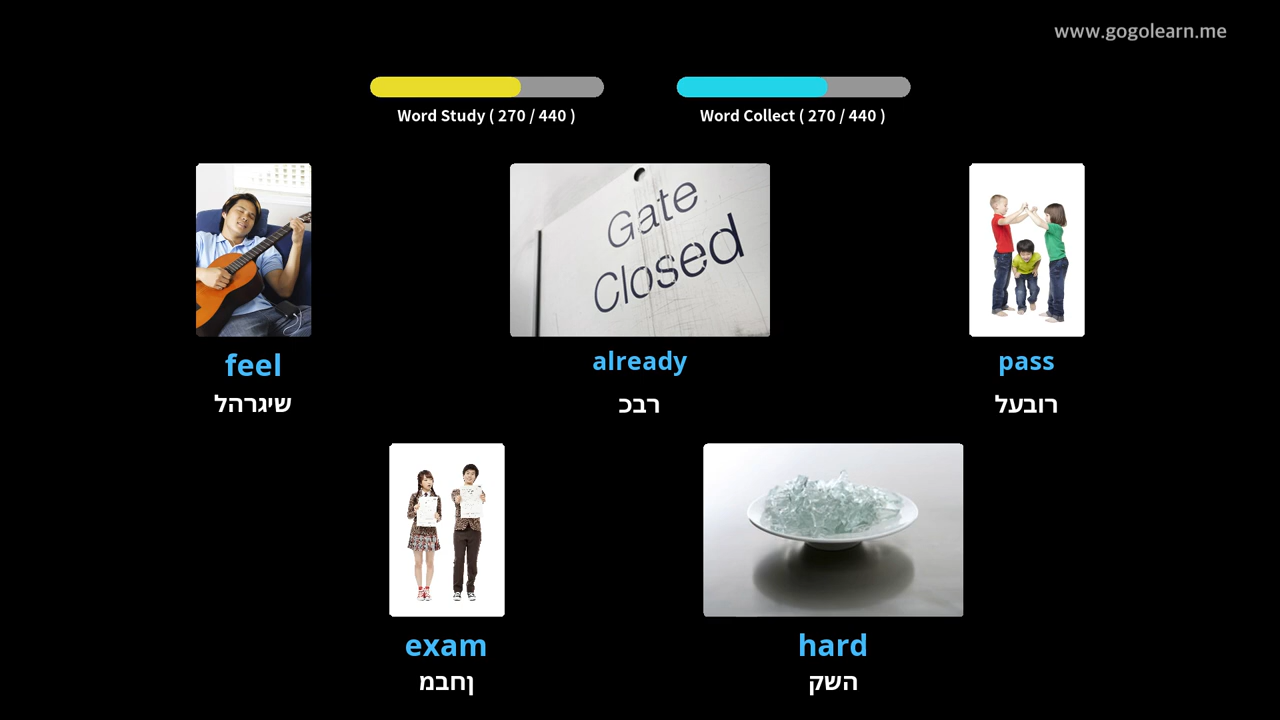 www.gogolearn.me
Word Study ( 270 / 440 )
Word Collect ( 270 / 440 )
Gate
Closed
feel
already
pass
שיגרהל
רבכ
רובעל
exam
hard
ןחבמ
השק